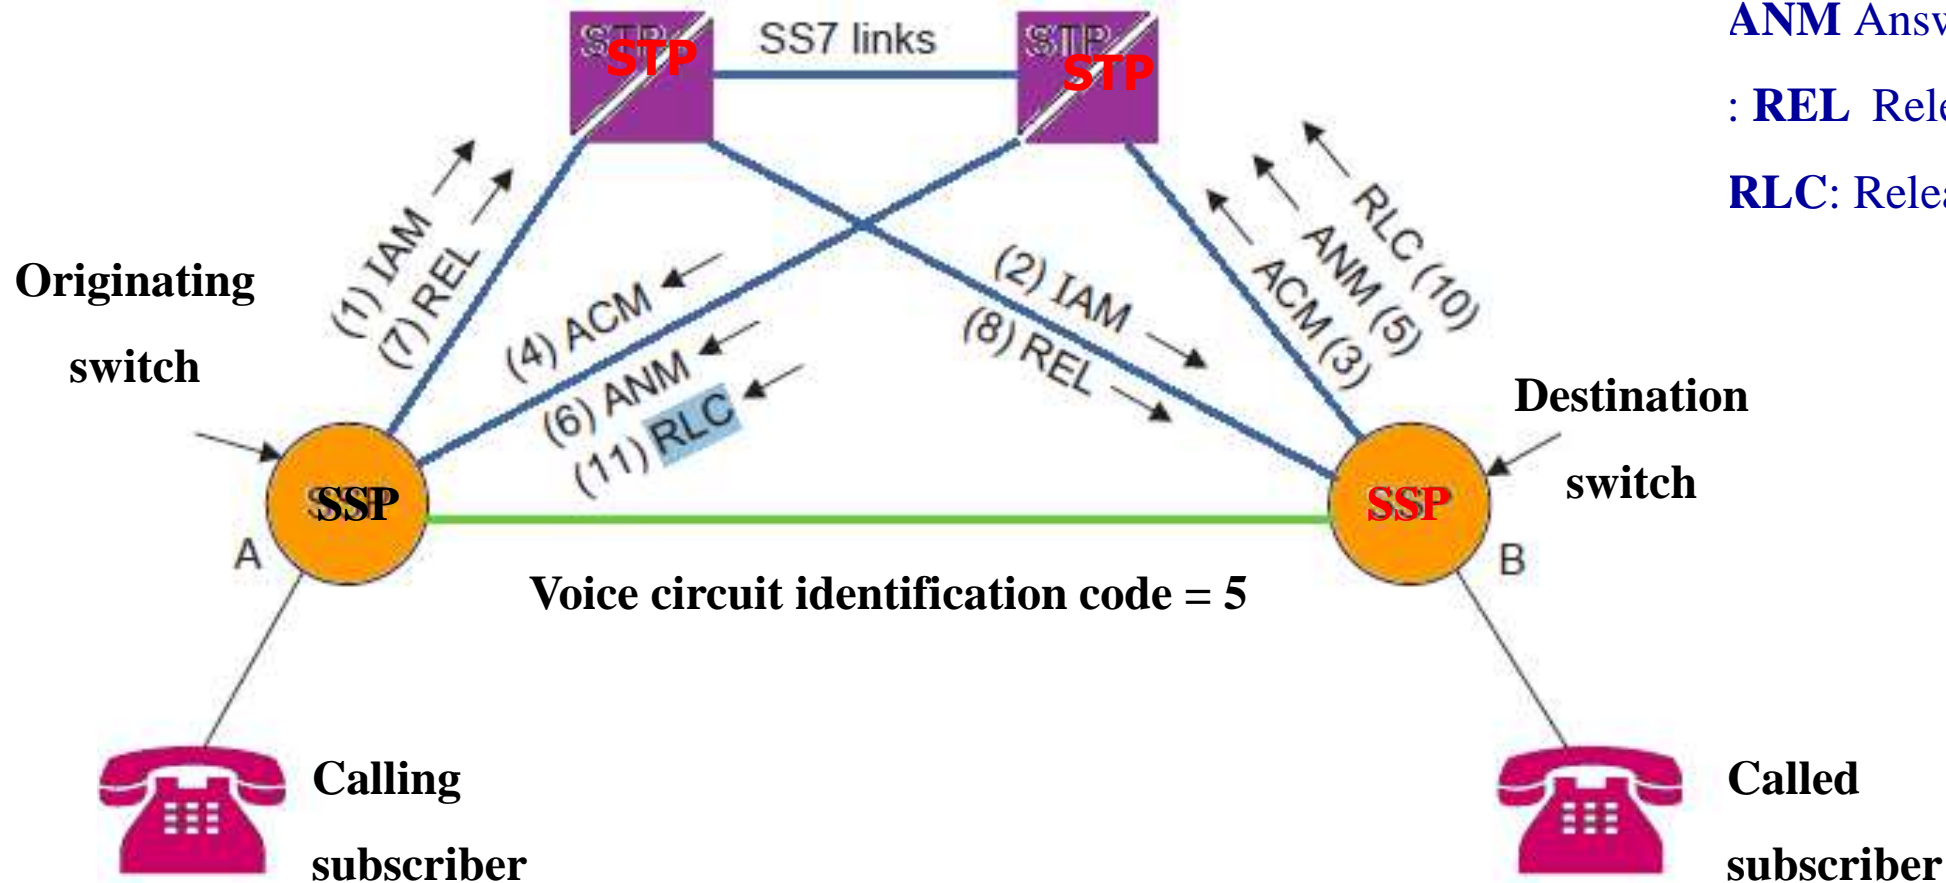 STP
STP
SS7 links
STP
STP
ANM
: REL
RLC:
(1) IAM
(7) REL
(4) ACM
(6) ANM
(11) RLC
(2) IAM
(8) REL
RLC (10)
ANM (5)
ACM (3)
Originating
switch
Destination
switch
SSP
SSP
A
B
Voice circuit identification code = 5
Calling
subscriber
Called
subscriber